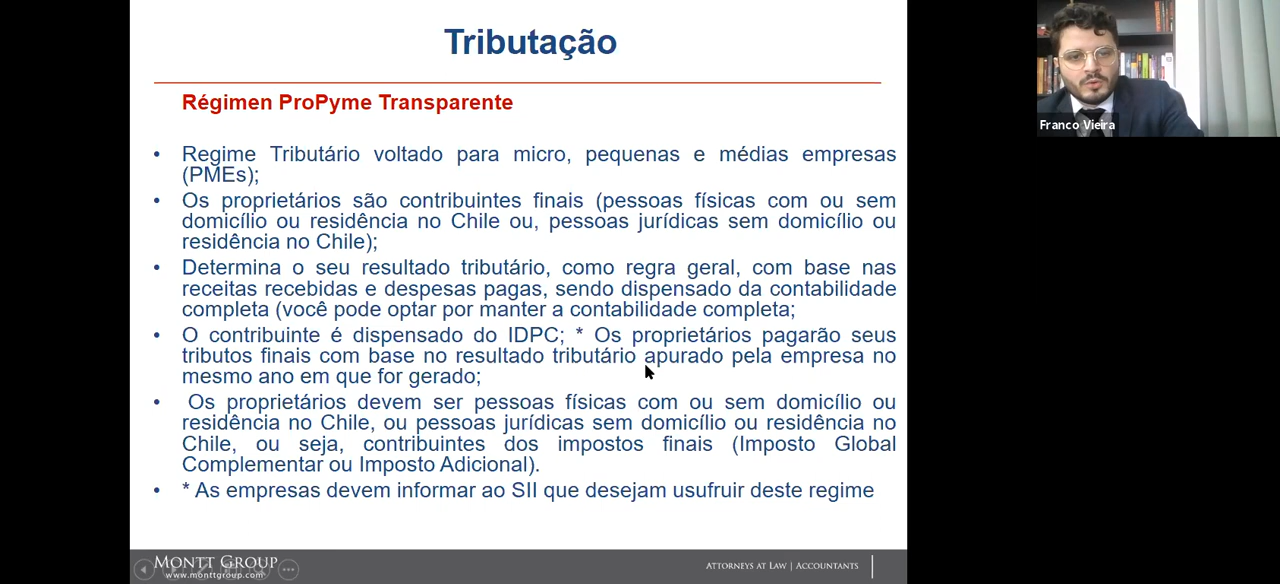 Tributação
Régimen ProPyme Transparente
• Regime Tributário voltado para micro, pequenas e médias empresas
(PMEs);
• Os proprietários são contribuintes finais (pessoas físicas com ou sem
domicílio ou residência no Chile ou, pessoas jurídicas sem domicílio ou
residência no Chile);
• Determina o seu resultado tributário, como regra geral, com base nas
receitas recebidas e despesas pagas, sendo dispensado da contabilidade
completa (você pode optar por manter a contabilidade completa;
• O contribuinte é dispensado do IDPC; * Os proprietários pagarão seus
tributos finais com base no resultado tributário apurado pela empresa no
mesmo ano em que for gerado;
• Os proprietários devem ser pessoas físicas com ou sem domicílio ou
residência no Chile, ou pessoas jurídicas sem domicílio ou residência no
Chile, ou seja, contribuintes dos impostos finais (Imposto Global
Complementar ou Imposto Adicional).
• * As empresas devem informar ao SII que desejam usufruir deste regime
MONTT GROUP
www.monttgroup.com
ATTORNEYS AT LAW | ACCOUNTANTS
Franco Vieira